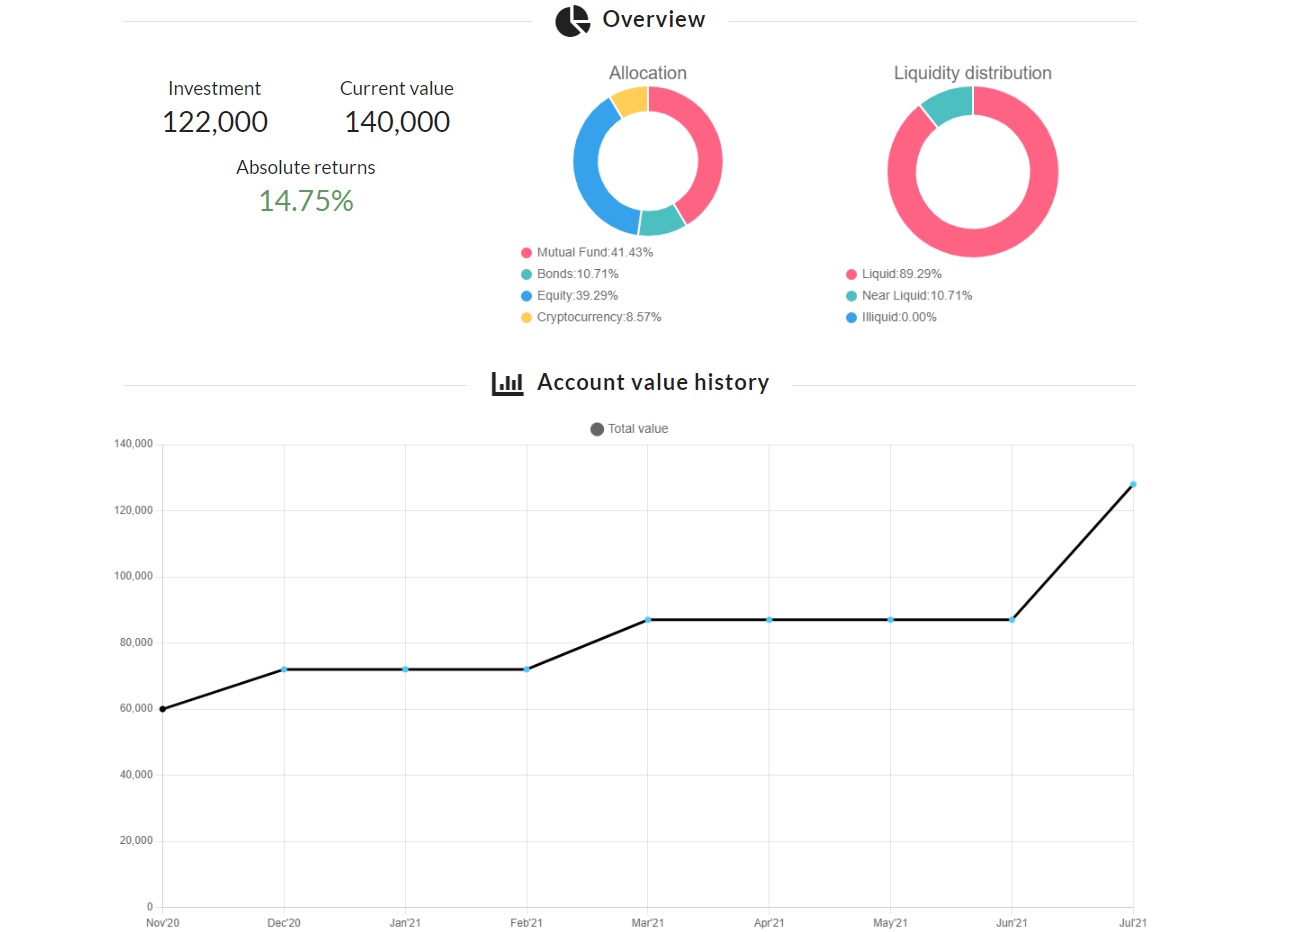 Overview
Investment
122,000
Current value
140,000
Absolute returns
14.75%
Allocation
Mutual Fund:41.43%
Bonds:10.71%
Equity:39.29%
Cryptocurrency:8.57%
Liquidity distribution
Liquid:89.29%
Near Liquid:10.71%
Illiquid:0.00%
Account value history
Total value
140,000
120,000
100,000
80,000
60,000
40,000
20,000
0
Nov'20 Dec'20 Jan'21 Feb'21 Mar'21 Apr'21 May'21 Jun'21 Jul'21